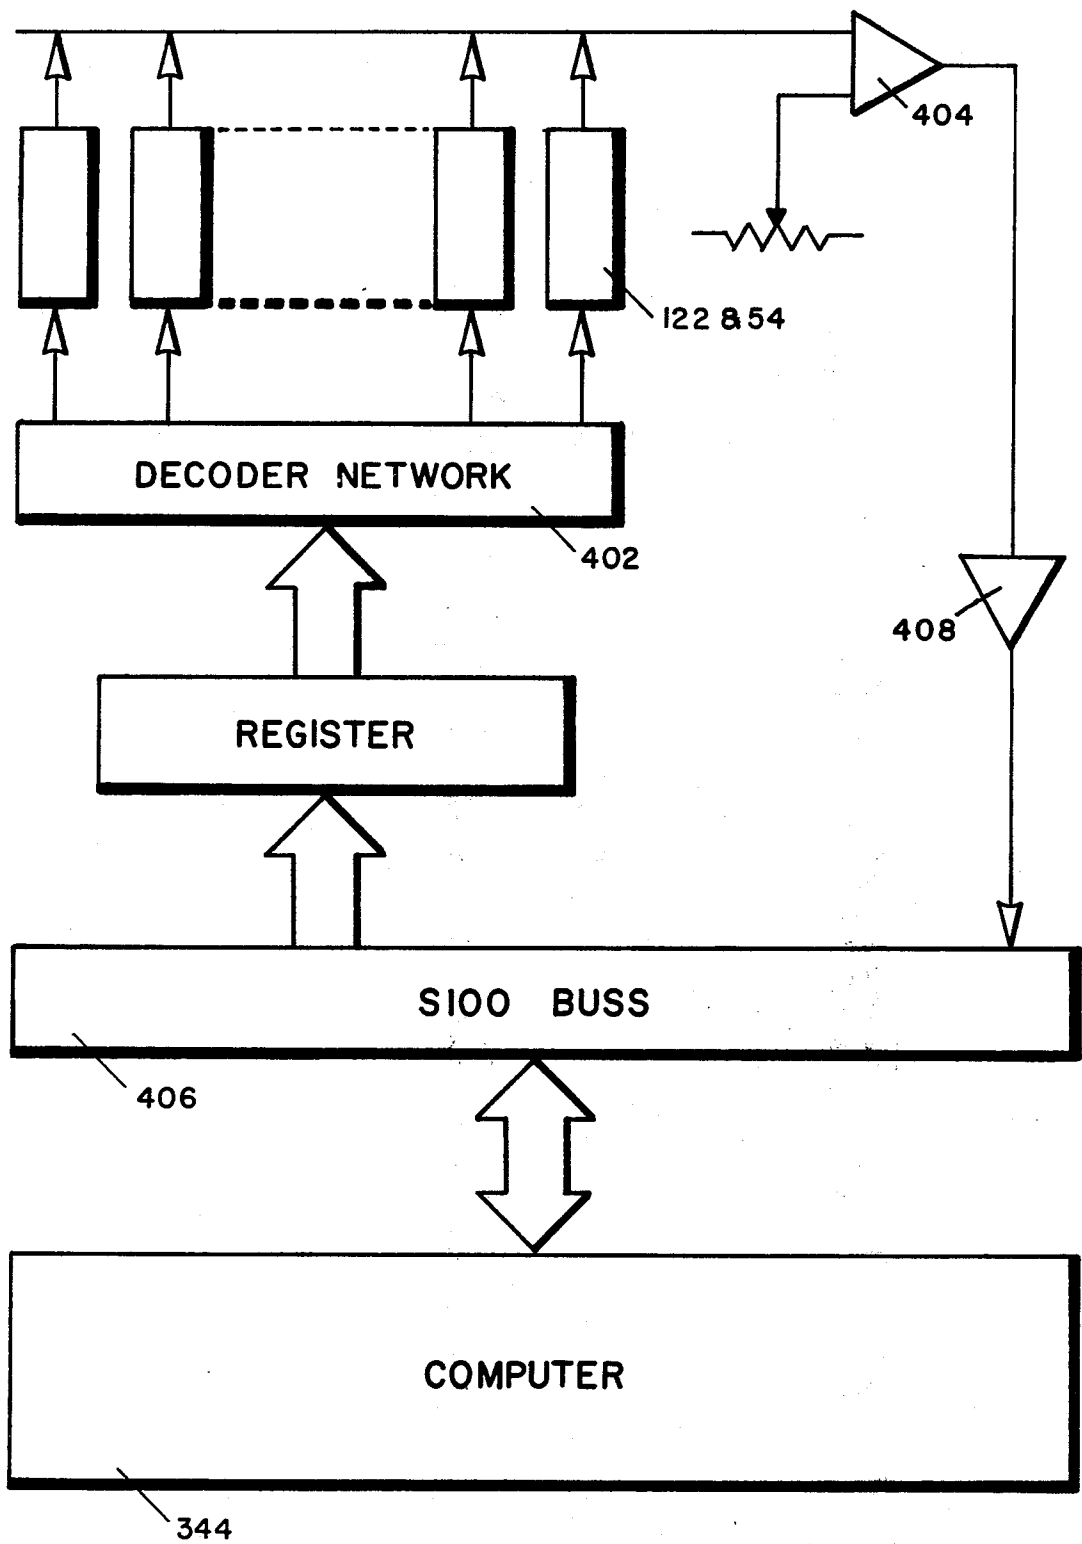 404
122 & 54
DECODER NETWORK
402
408
REGISTER
S100 BUSS
406
COMPUTER
344